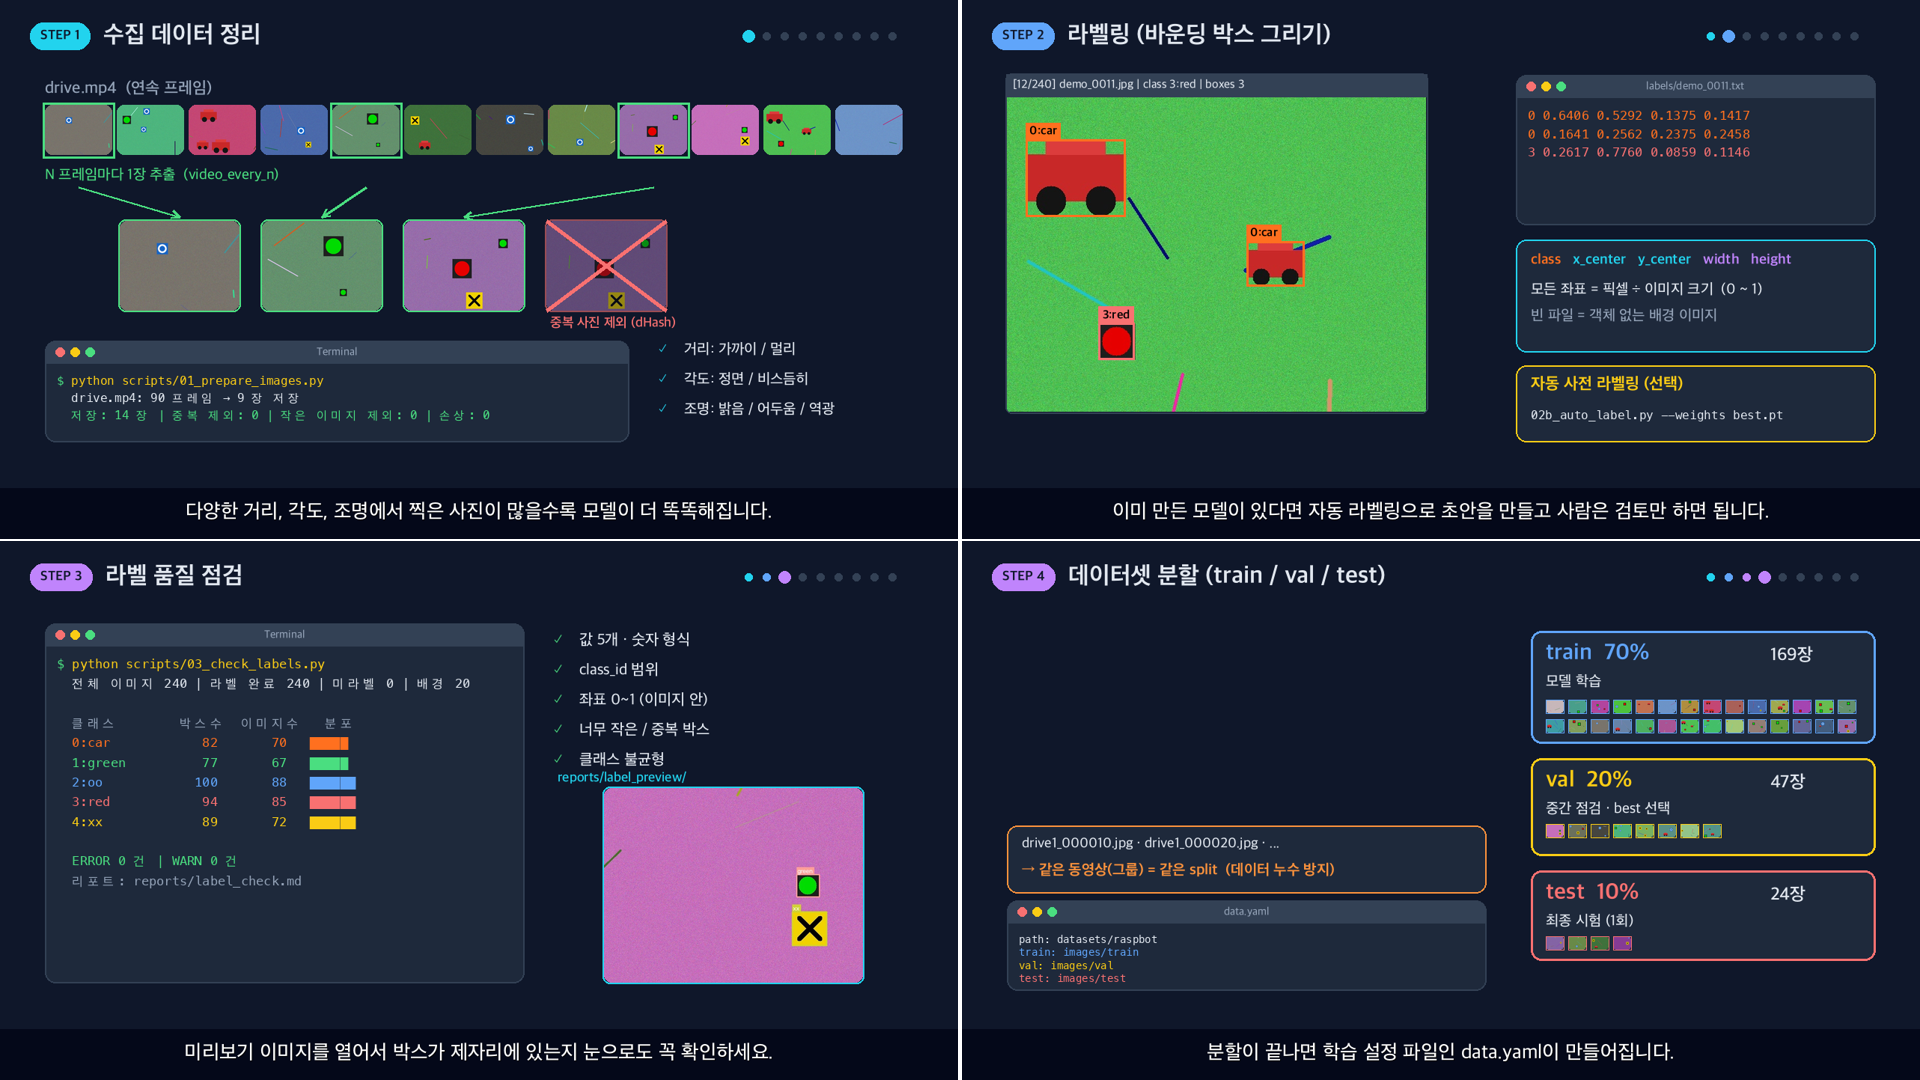 STEP 1 수집 데이터 정리
drive.mp4 (연속 프레임)
N 프레임마다 1장 추출 (video_every_n)
중복 사진 제외 (dHash)
Terminal
$ python scripts/01_prepare_images.py
drive.mp4: 90 프레임 → 9 장 저장
저장: 14 장 | 중복 제외: 0 | 작은 이미지 제외: 0 | 손상: 0
✓ 거리: 가까이 / 멀리
✓ 각도: 정면 / 비스듬히
✓ 조명: 밝음 / 어두움 / 역광
다양한 거리, 각도, 조명에서 찍은 사진이 많을수록 모델이 더 똑똑해집니다.
STEP 2 라벨링 (바운딩 박스 그리기)
[12/240] demo_0011.jpg | class 3:red | boxes 3
0:car
0:car
3:red
labels/demo_0011.txt
0 0.6406 0.5292 0.1375 0.1417
0 0.1641 0.2562 0.2375 0.2458
3 0.2617 0.7760 0.0859 0.1146
class x_center y_center width height
모든 좌표 = 픽셀 ÷ 이미지 크기 (0 ~ 1)
빈 파일 = 객체 없는 배경 이미지
자동 사전 라벨링 (선택)
02b_auto_label.py --weights best.pt
이미 만든 모델이 있다면 자동 라벨링으로 초안을 만들고 사람은 검토만 하면 됩니다.
STEP 3 라벨 품질 점검
Terminal
$ python scripts/03_check_labels.py
전체 이미지 240 | 라벨 완료 240 | 미라벨 0 | 배경 20
클래스 박스수 이미지수 분포
0:car 82 70
1:green 77 67
2:oo 100 88
3:red 94 85
4:xx 89 72
ERROR 0 건 | WARN 0 건
리포트: reports/label_check.md
✓ 값 5개 · 숫자 형식
✓ class_id 범위
✓ 좌표 0~1 (이미지 안)
✓ 너무 작은 / 중복 박스
✓ 클래스 불균형
reports/label_preview/
미리보기 이미지를 열어서 박스가 제자리에 있는지 눈으로도 꼭 확인하세요.
STEP 4 데이터셋 분할 (train / val / test)
drive1_000010.jpg · drive1_000020.jpg · ...
→ 같은 동영상(그룹) = 같은 split (데이터 누수 방지)
data.yaml
path: datasets/raspbot
train: images/train
val: images/val
test: images/test
train 70% 169장
모델 학습
val 20% 47장
중간 점검 · best 선택
test 10% 24장
최종 시험 (1회)
분할이 끝나면 학습 설정 파일인 data.yaml이 만들어집니다.